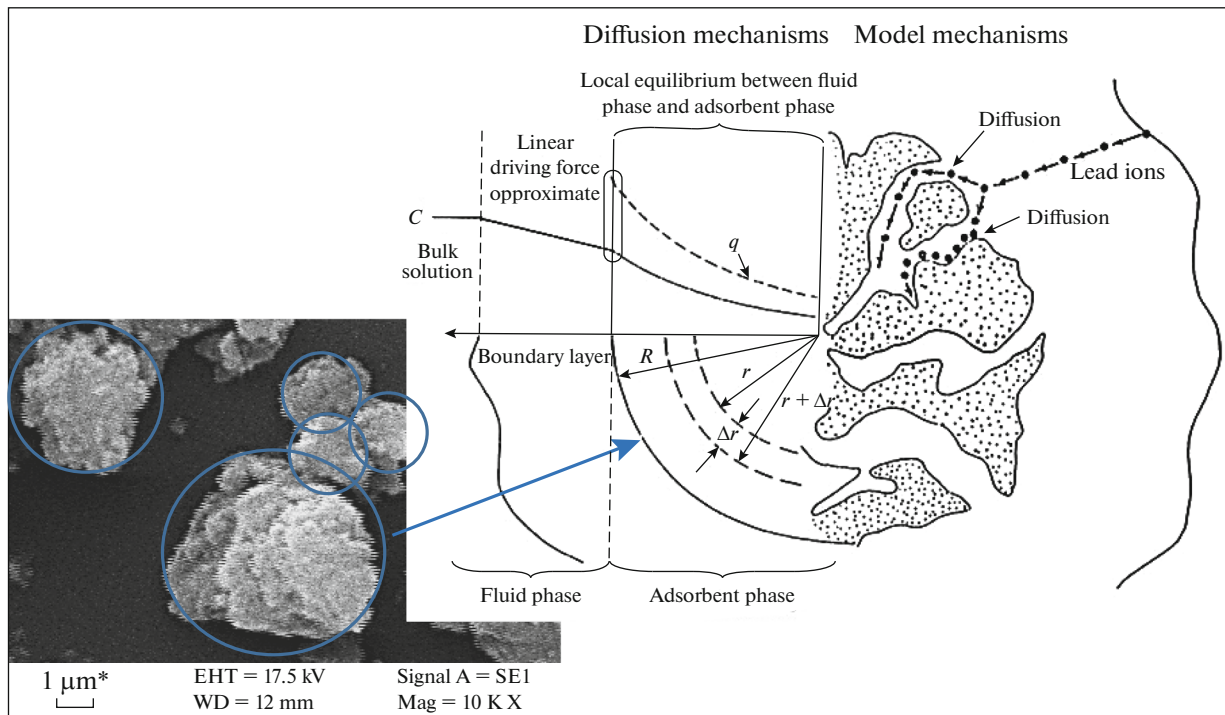 Diffusion mechanisms
Model mechanisms
Local equilibrium between fluid
phase and adsorbent phase
Diffusion
Linear
driving force
opproximate
Lead ions
C
Diffusion
q
Bulk
solution
Boundary layer
R
r
r + Δr
Δr
Fluid phase
Adsorbent phase
1 μm*
EHT = 17.5 kV
Signal A = SE1
WD = 12 mm
Mag = 10 K X